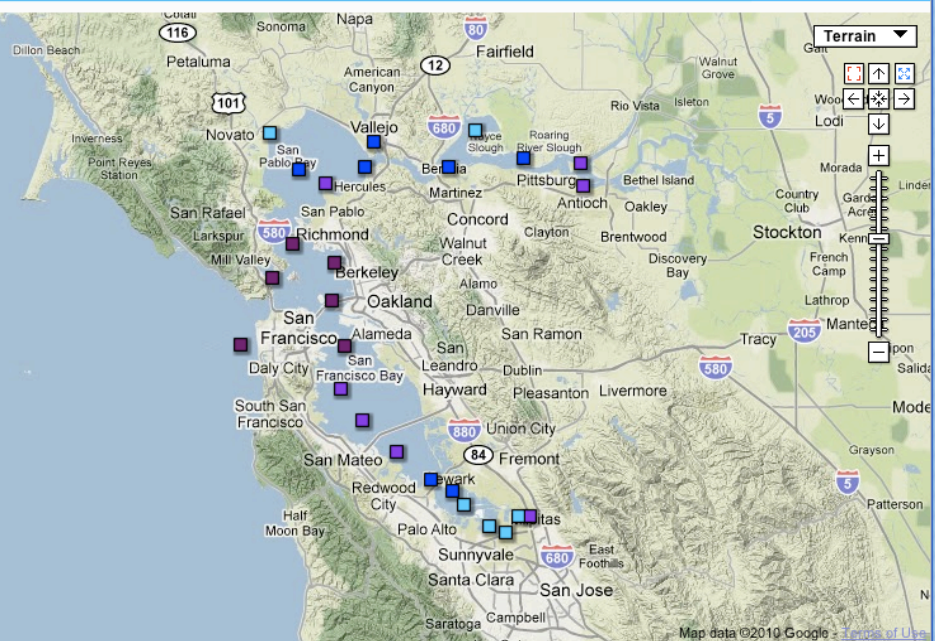 Cotati
Napa
116
Sonoma
80
Terrain
Dillon Beach
Fairfield
Galt
Petaluma
12
Walnut
Grove
American
Canyon
101
Rio Vista
Isleton
5
Lodi
Novato
Vallejo
680
Inverness
San
Pablo Bay
Slough
Roaring
River Slough
Point Reyes
Station
Morada
Hercules
Martinez
Pittsburg
Bethel Island
Antioch
Oakley
Country
Club
San Rafael
San Pablo
Concord
Larkspur
580
Richmond
Clayton
Brentwood
Stockton
Walnut
Creek
Mill Valley
Berkeley
Discovery
Bay
French
Camp
Alamo
San
Francisco
Oakland
Danville
Lathrop
Alameda
San Ramon
205
Tracy
San
Leandro
San
Francisco Bay
Daly City
Dublin
580
Hayward
Pleasanton
Livermore
South San
Francisco
880
Union City
84
Fremont
San Mateo
Grayson
5
Redwood
City
Patterson
Half
Moon Bay
Palo Alto
Sunnyvale
680
East
Foothills
Santa Clara
San Jose
Campbell
Saratoga
Map data ©2010 Google - Terms of Use